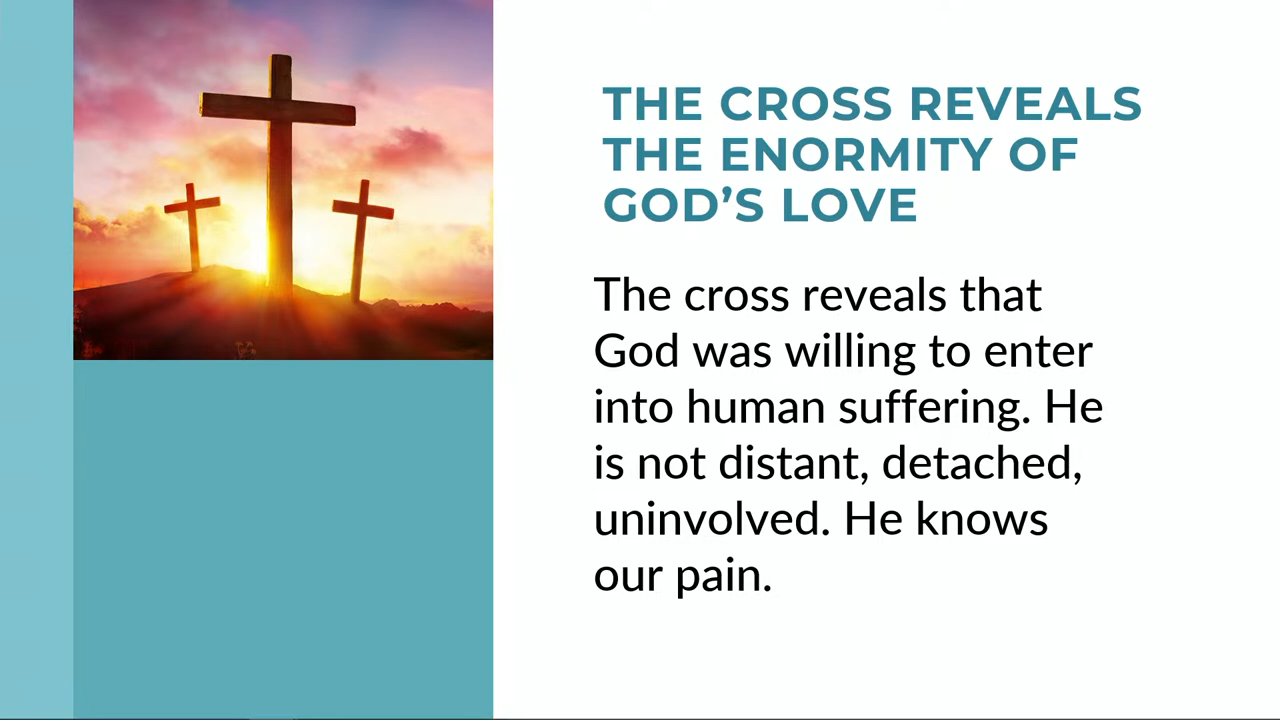 THE CROSS REVEALS
THE ENORMITY OF
GOD’S LOVE
The cross reveals that
God was willing to enter
into human suffering. He
is not distant, detached,
uninvolved. He knows
our pain.